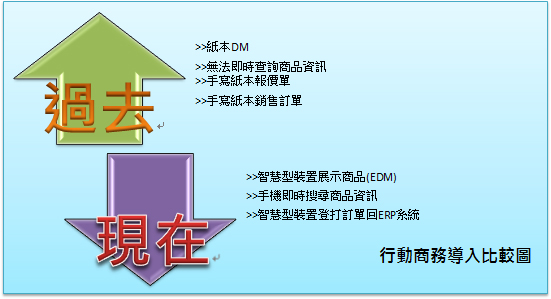 過去
>>紙本DM
>>無法即時查詢商品資訊
>>手寫紙本報價單
>>手寫紙本銷售訂單
現在
>>智慧型裝置展示商品(EDM)
>>手機即時搜尋商品資訊
>>智慧型裝置登打訂單回ERP系統
行動商務導入比較圖